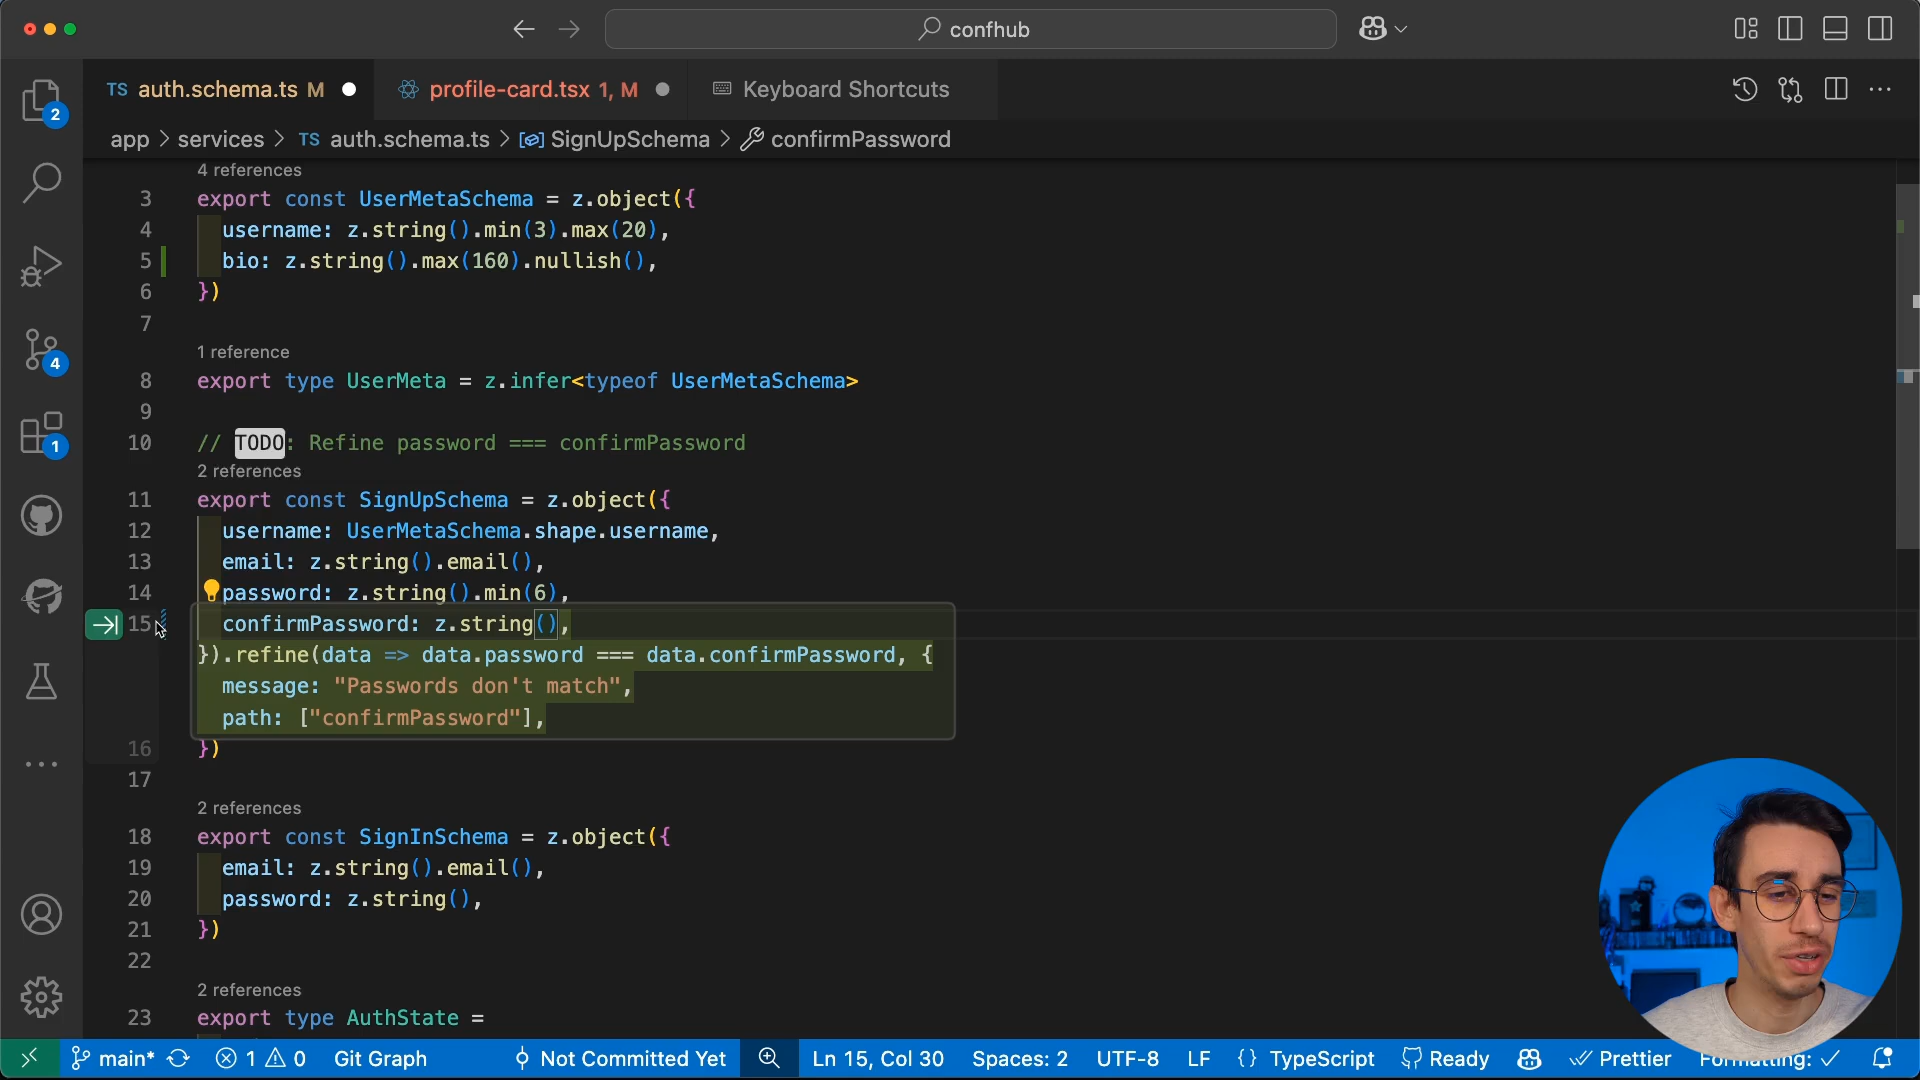 confhub
TS auth.schema.ts M
profile-card.tsx 1, M
Keyboard Shortcuts
app > services > TS auth.schema.ts > SignUpSchema > confirmPassword
4 references
3 export const UserMetaSchema = z.object({
4 username: z.string().min(3).max(20),
5 bio: z.string().max(160).nullish(),
6 })
7
1 reference
8 export type UserMeta = z.infer<typeof UserMetaSchema>
9
10 // TODO: Refine password === confirmPassword
2 references
11 export const SignUpSchema = z.object({
12 username: UserMetaSchema.shape.username,
13 email: z.string().email(),
14 password: z.string().min(6),
15 confirmPassword: z.string(),
}).refine(data => data.password === data.confirmPassword, {
message: "Passwords don't match",
path: ["confirmPassword"],
16 })
17
2 references
18 export const SignInSchema = z.object({
19 email: z.string().email(),
20 password: z.string(),
21 })
22
2 references
23 export type AuthState =
2
4
1
main* 1 0 Git Graph Not Committed Yet Ln 15, Col 30 Spaces: 2 UTF-8 LF {} TypeScript Ready Prettier Formatting: ✓